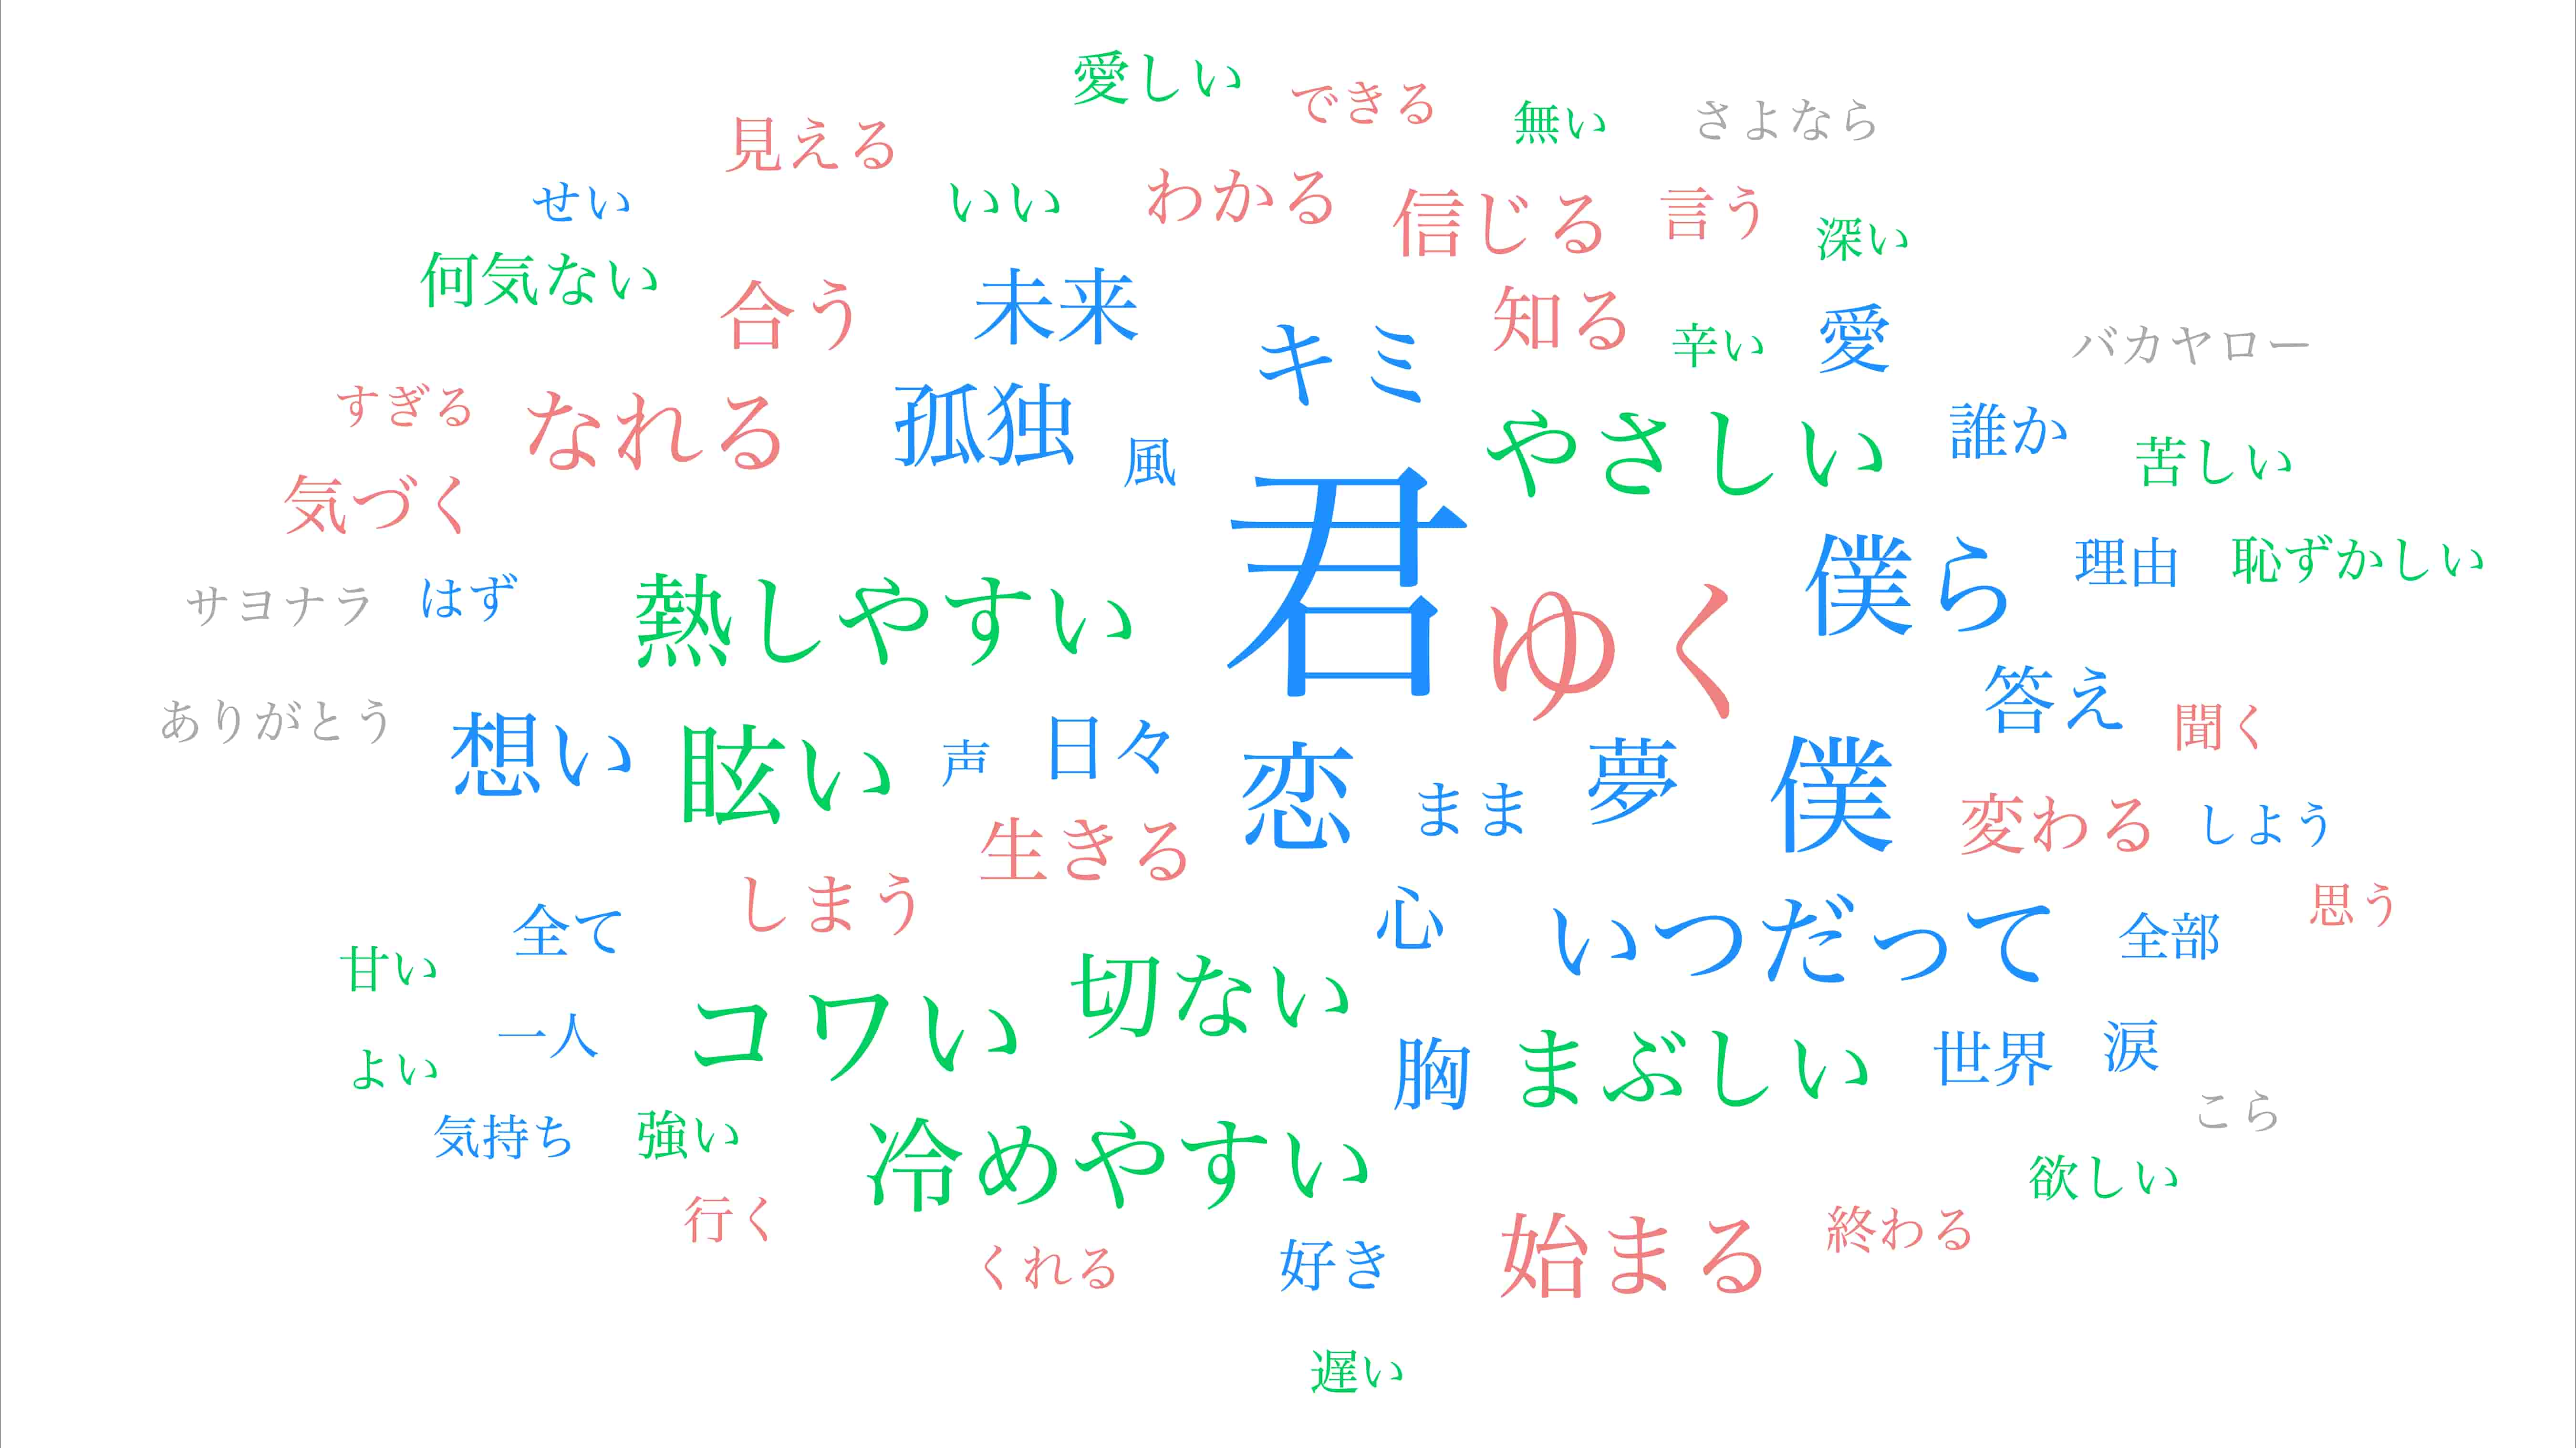 愛しい
できる
無い
さよなら
見える
せい
いい
わかる
信じる
言う
深い
何気ない
合う
未来
キミ
知る
辛い
愛
バカヤロー
すぎる
なれる
孤独
風
やさしい
誰か
苦しい
気づく
君
僕ら
理由
恥ずかしい
サヨナラ
はず
熱しやすい
ゆく
答え
聞く
ありがとう
想い
眩い
声
日々
恋
まま
夢
僕
変わる
しよう
生きる
しまう
全て
心
いつだって
全部
思う
甘い
一人
コワい
切ない
胸
まぶしい
世界
涙
よい
気持ち
強い
冷めやすい
こら
欲しい
行く
くれる
好き
始まる
終わる
遅い